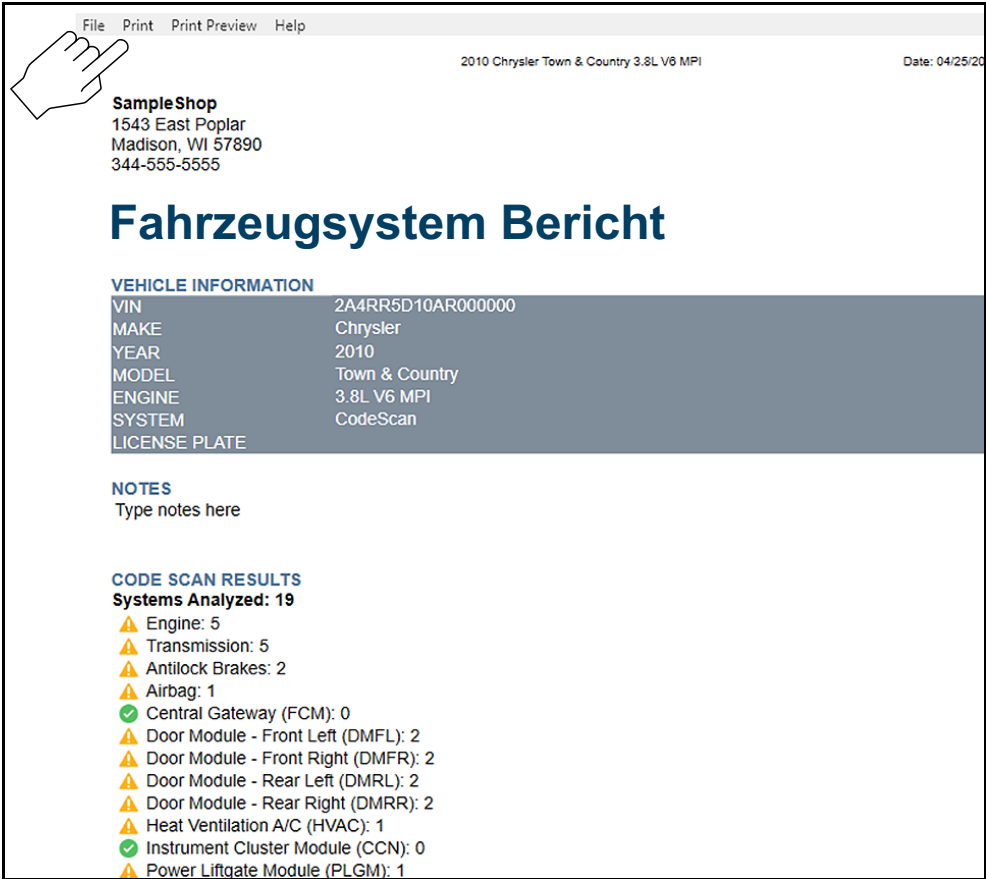 File Print Print Preview Help
2010 Chrysler Town & Country 3.8L V6 MPI Date: 04/25/20
SampleShop
1543 East Poplar
Madison, WI 57890
344-555-5555
Fahrzeugsystem Bericht
VEHICLE INFORMATION
VIN 2A4RR5D10AR000000
MAKE Chrysler
YEAR 2010
MODEL Town & Country
ENGINE 3.8L V6 MPI
SYSTEM CodeScan
LICENSE PLATE
NOTES
Type notes here
CODE SCAN RESULTS
Systems Analyzed: 19
Engine: 5
Transmission: 5
Antilock Brakes: 2
Airbag: 1
Central Gateway (FCM): 0
Door Module - Front Left (DMFL): 2
Door Module - Front Right (DMFR): 2
Door Module - Rear Left (DMRL): 2
Door Module - Rear Right (DMRR): 2
Heat Ventilation A/C (HVAC): 1
Instrument Cluster Module (CCN): 0
Power Liftgate Module (PLGM): 1